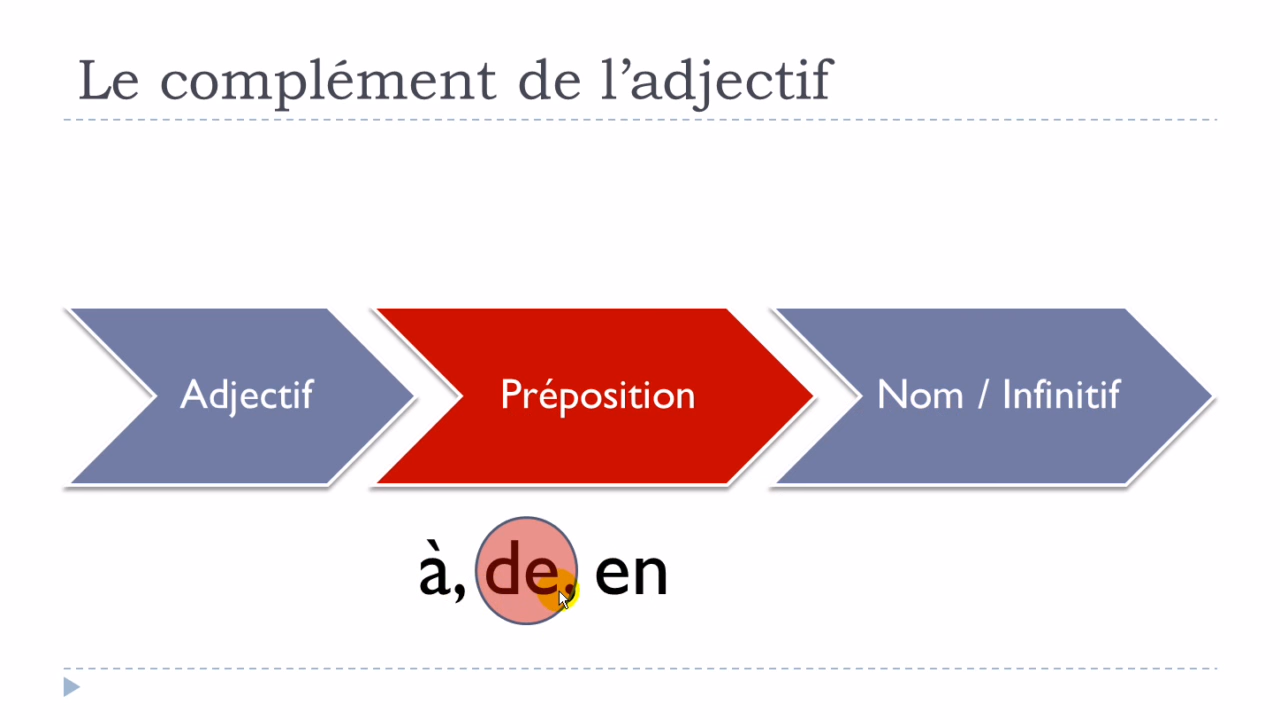 Le complément de l’adjectif
Adjectif
Préposition
Nom / Infinitif
à, de, en